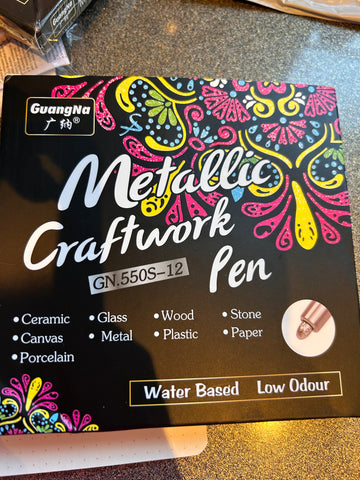 GuangNa
广纳®
Metallic
Craftwork
Pen
GN.550S-12
• Ceramic • Glass • Wood • Stone
• Canvas • Metal • Plastic • Paper
• Porcelain
Water Based Low Odour